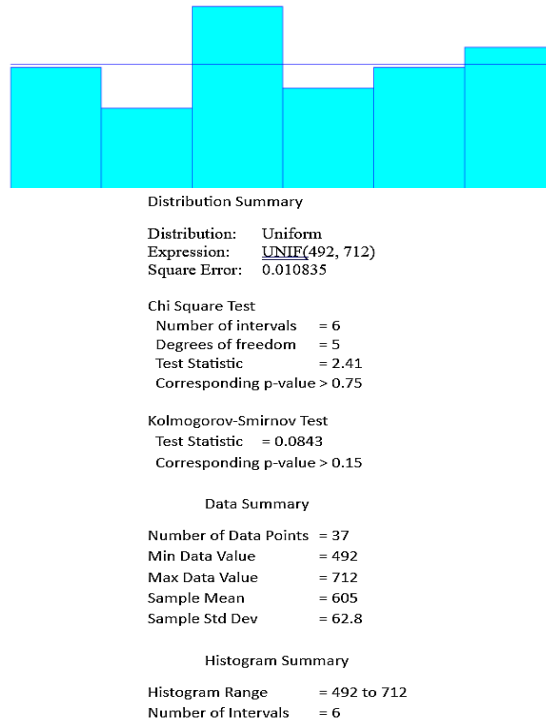 Distribution Summary
Distribution: Uniform
Expression: UNIF(492, 712)
Square Error: 0.010835
Chi Square Test
Number of intervals = 6
Degrees of freedom = 5
Test Statistic = 2.41
Corresponding p-value > 0.75
Kolmogorov-Smirnov Test
Test Statistic = 0.0843
Corresponding p-value > 0.15
Data Summary
Number of Data Points = 37
Min Data Value = 492
Max Data Value = 712
Sample Mean = 605
Sample Std Dev = 62.8
Histogram Summary
Histogram Range = 492 to 712
Number of Intervals = 6